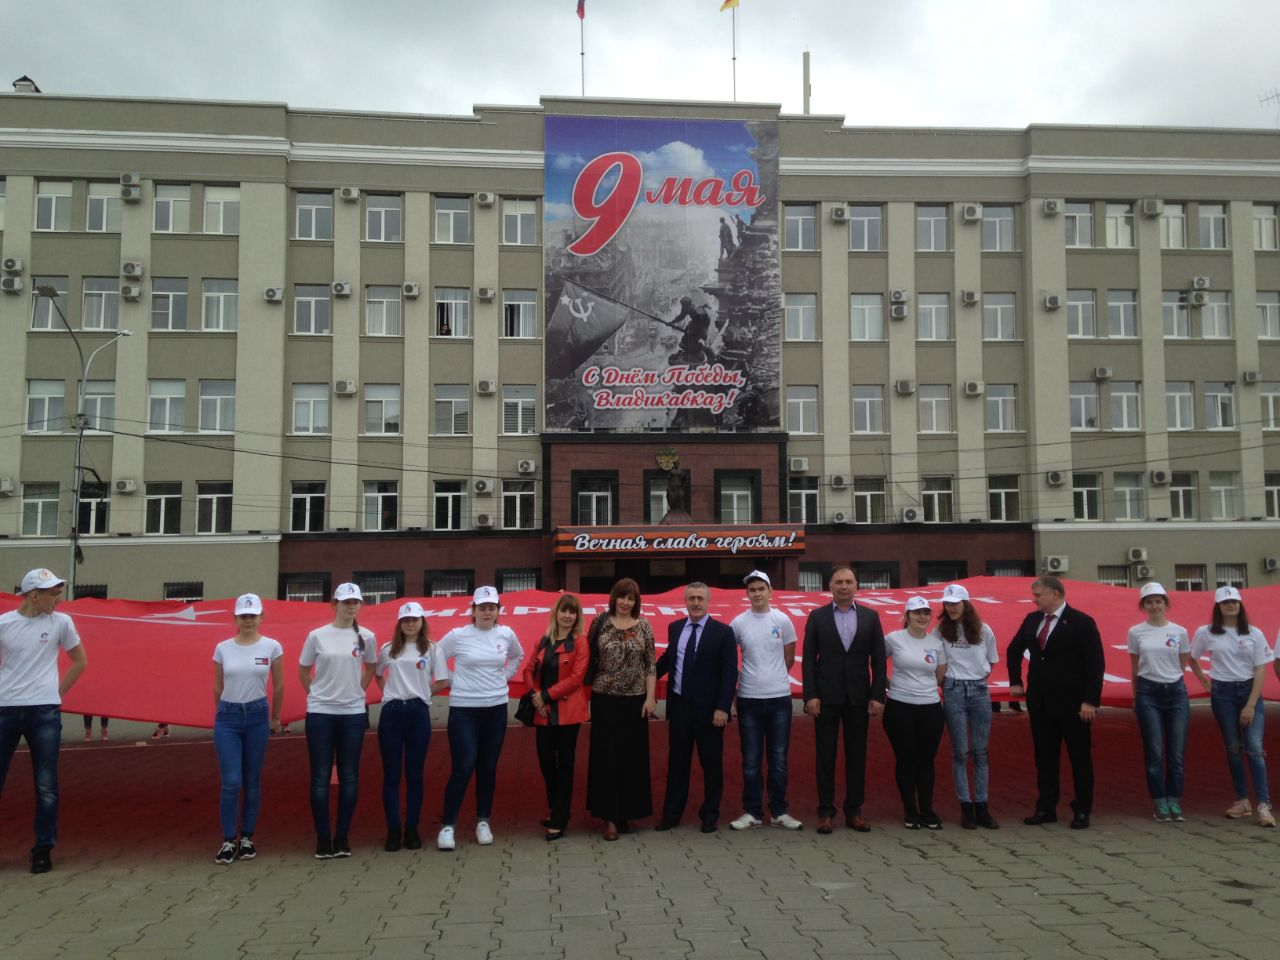 9 мая
С Днём Победы,
Владикавказ!
Вечная слава героям!